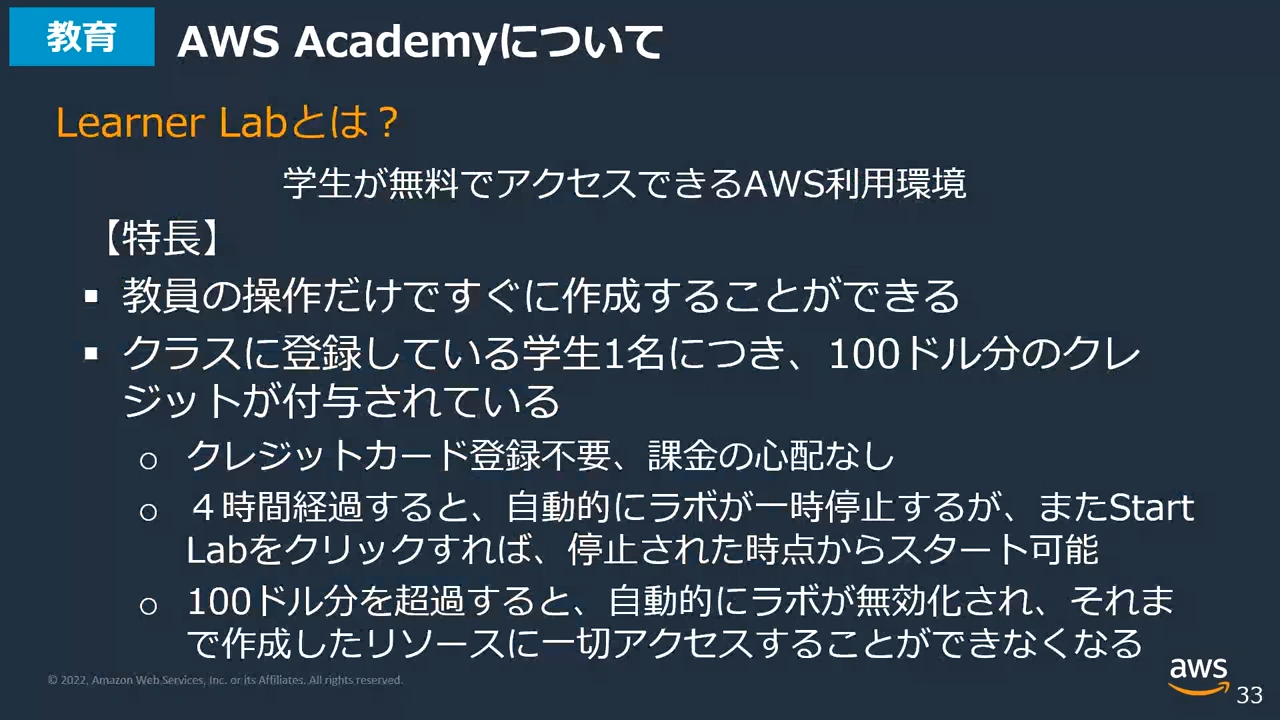 教育
AWS Academyについて
Learner Labとは？
学生が無料でアクセスできるAWS利用環境
【特長】
▪ 教員の操作だけですぐに作成することができる
▪ クラスに登録している学生1名につき、100ドル分のクレ
ジットが付与されている
o クレジットカード登録不要、課金の心配なし
o ４時間経過すると、自動的にラボが一時停止するが、またStart
Labをクリックすれば、停止された時点からスタート可能
o 100ドル分を超過すると、自動的にラボが無効化され、それま
で作成したリソースに一切アクセスすることができなくなる
© 2022, Amazon Web Services, Inc. or its Affiliates. All rights reserved.
aws
33